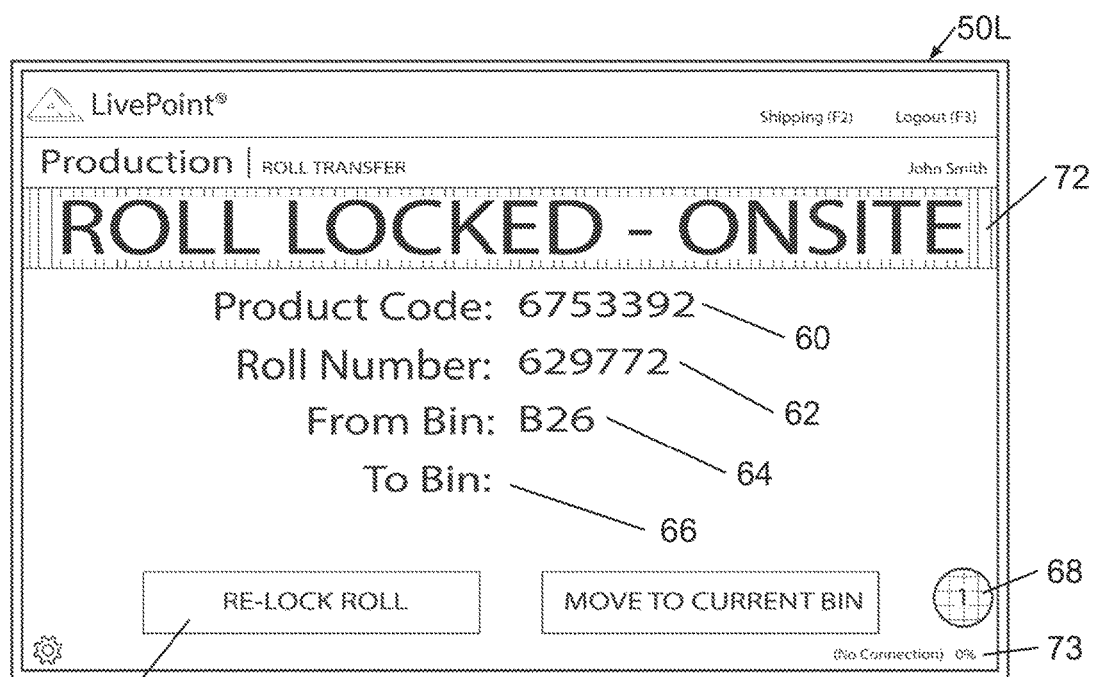 50L
LivePoint®
Shipping (F2) Logout (F3)
Production | ROLL TRANSFER John Smith
72
ROLL LOCKED - ONSITE
Product Code: 6753392
60
Roll Number: 629772
62
From Bin: B26
64
To Bin:
66
RE-LOCK ROLL MOVE TO CURRENT BIN 1 68
(No Connection) 0% 73